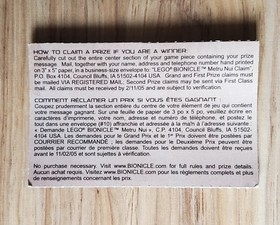 HOW TO CLAIM A PRIZE IF YOU ARE A WINNER:
Carefully cut out the entire center section of your game piece containing your prize
message. Mail, together with your name, address and telephone number hand printed
on 3" x 5" paper, in a business-size envelope to: "LEGO® BIONICLE™ Metru Nui Claim",
P.O. Box 4104, Council Bluffs, IA 51502-4104 USA. Grand and First Prize claims must
be VIA REGISTERED MAIL; Second Prize claims may be sent via First Class
mail. All claims must be received by 2/11/05 and are subject to verification.
COMMENT RÉCLAMER UN PRIX SI VOUS ÊTES GAGNANT :
Coupez prudemment la section centrale entière du centre de l'élément de jeu qui contient
votre message gagnant. Sur une feuille de papier de 3 po x 5 po, veuillez écrire en
caractères d'imprimerie, votre nom, adresse et numéro de téléphone, et postez le
tout dans une enveloppe (#10) affranchie et adressée à la main à l'adresse suivante :
« Demande LEGO® BIONICLE™ Metru Nui », C.P. 4104, Council Bluffs, IA 51502-
4104 USA. Les demandes pour le Grand Prix et le 1er Prix doivent être postées par
COURRIER RECOMMANDÉ ; les demandes pour le Deuxième Prix peuvent être
postées par courrier de première classe. Toutes les demandes doivent être reçues
avant le 11/02/05 et sont sujettes à vérification.
No purchase necessary. Visit www.BIONICLE.com for full rules and prize details.
Aucun achat requis. Visitez www.BIONICLE.com pour les règlements complets et plus
de renseignements concernant les prix.